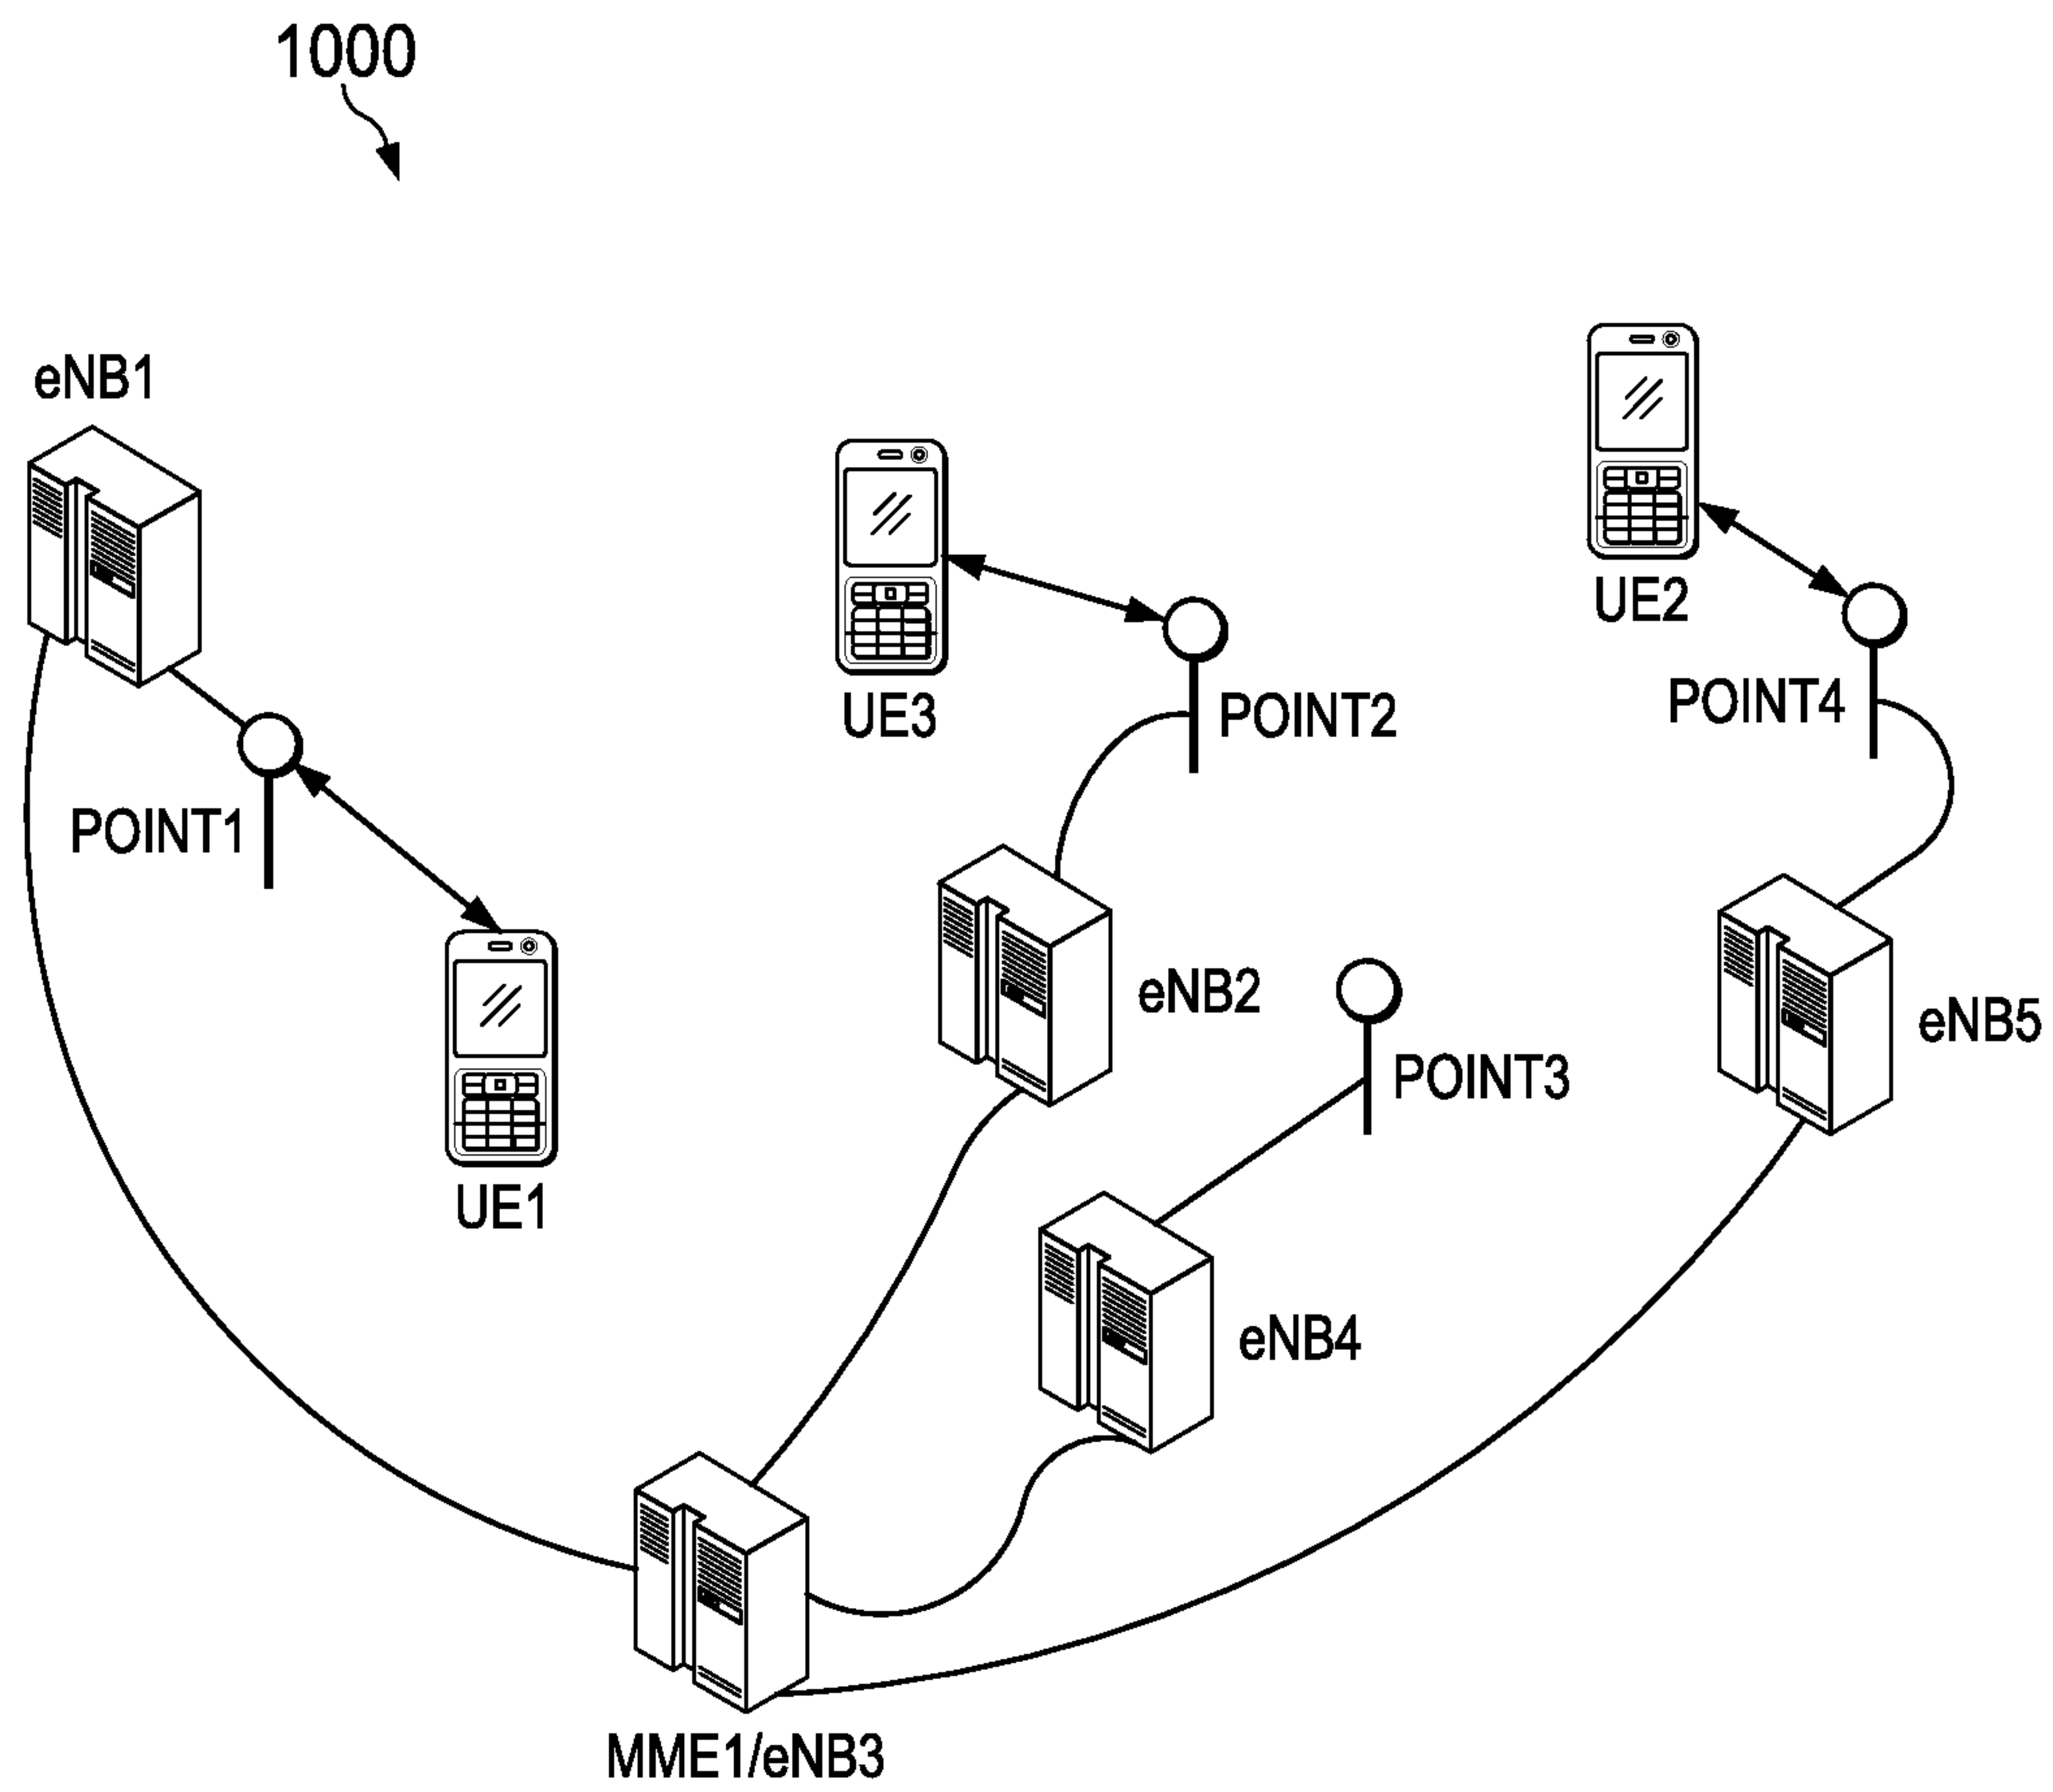 1000
eNB1
UE2
UE3
POINT2
POINT4
POINT1
eNB2
eNB5
POINT3
UE1
eNB4
MME1/eNB3